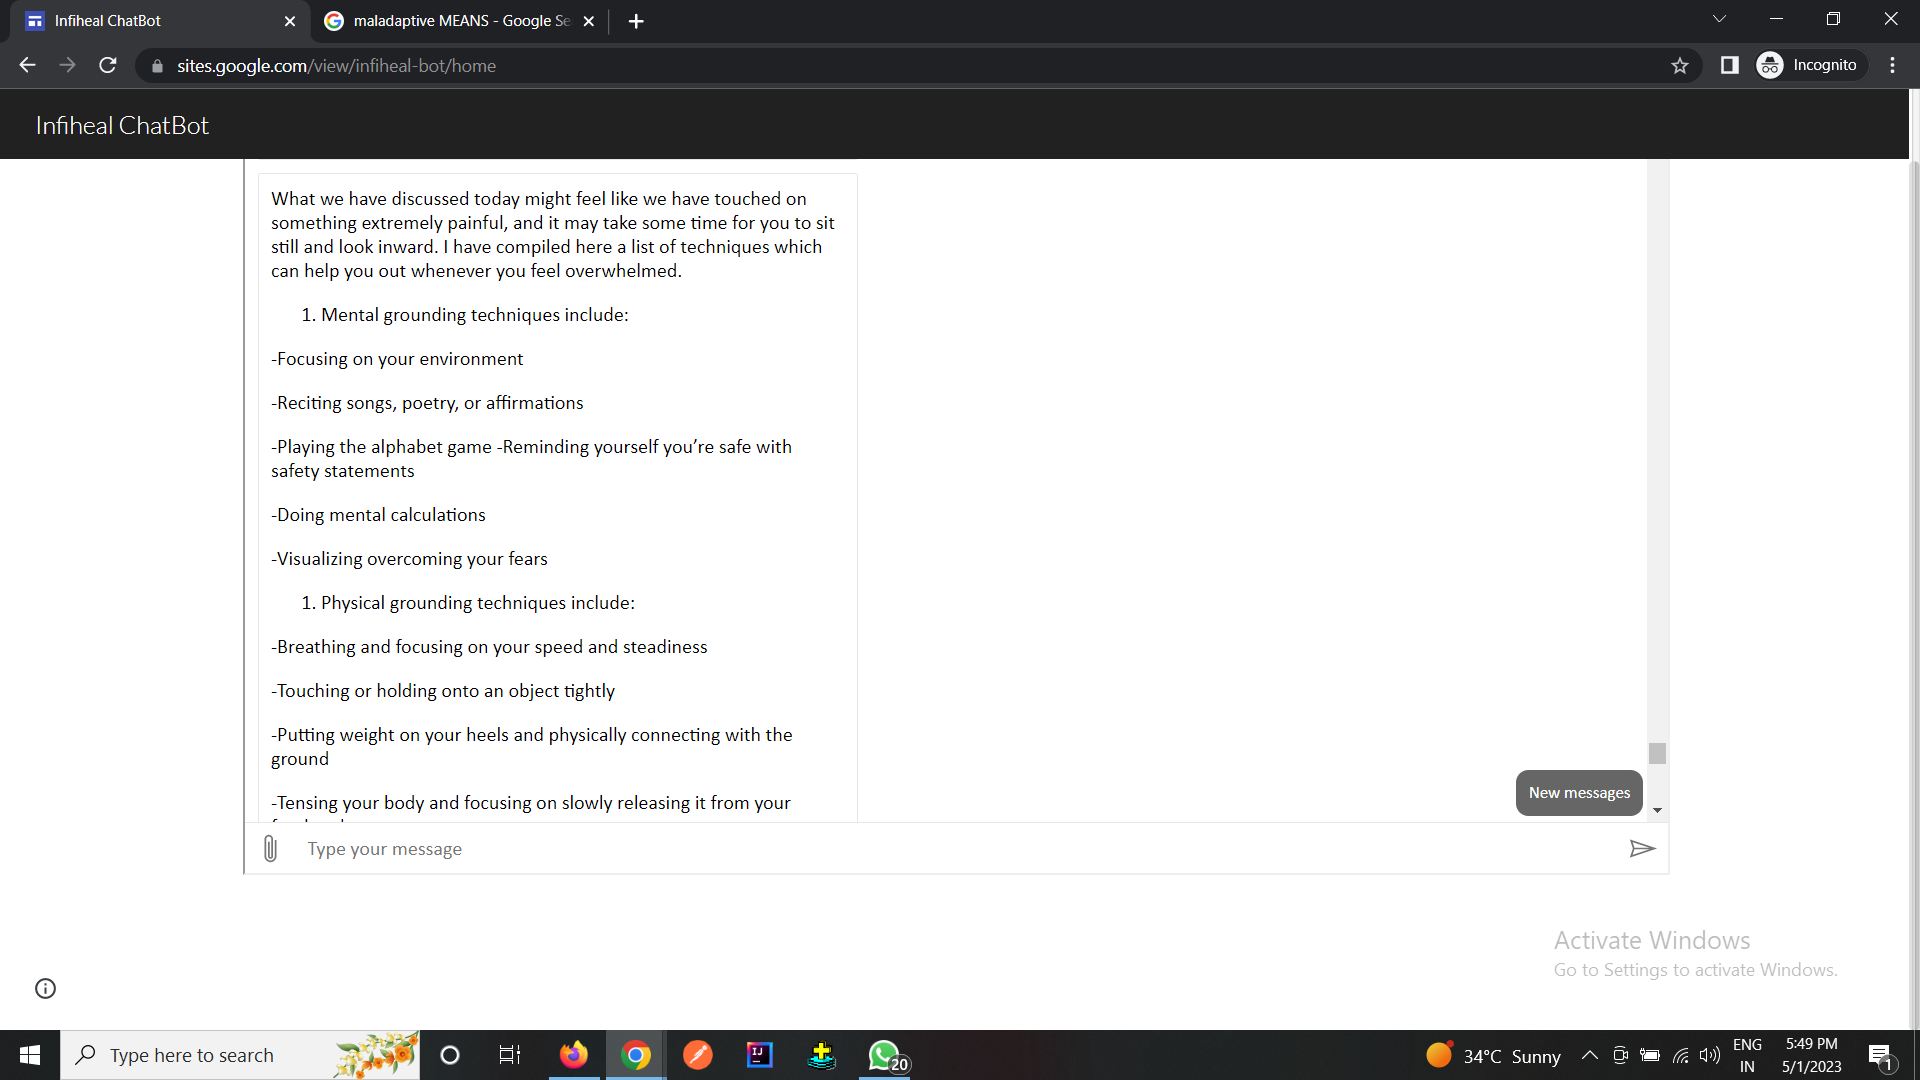 Infiheal ChatBot
maladaptive MEANS - Google Se
sites.google.com/view/infiheal-bot/home
Incognito
Infiheal ChatBot
What we have discussed today might feel like we have touched on
something extremely painful, and it may take some time for you to sit
still and look inward. I have compiled here a list of techniques which
can help you out whenever you feel overwhelmed.
1. Mental grounding techniques include:
-Focusing on your environment
-Reciting songs, poetry, or affirmations
-Playing the alphabet game -Reminding yourself you’re safe with
safety statements
-Doing mental calculations
-Visualizing overcoming your fears
1. Physical grounding techniques include:
-Breathing and focusing on your speed and steadiness
-Touching or holding onto an object tightly
-Putting weight on your heels and physically connecting with the
ground
-Tensing your body and focusing on slowly releasing it from your
New messages
Type your message
Activate Windows
Go to Settings to activate Windows.
Type here to search
IJ
20
34°C Sunny
ENG
IN
5:49 PM
5/1/2023
1